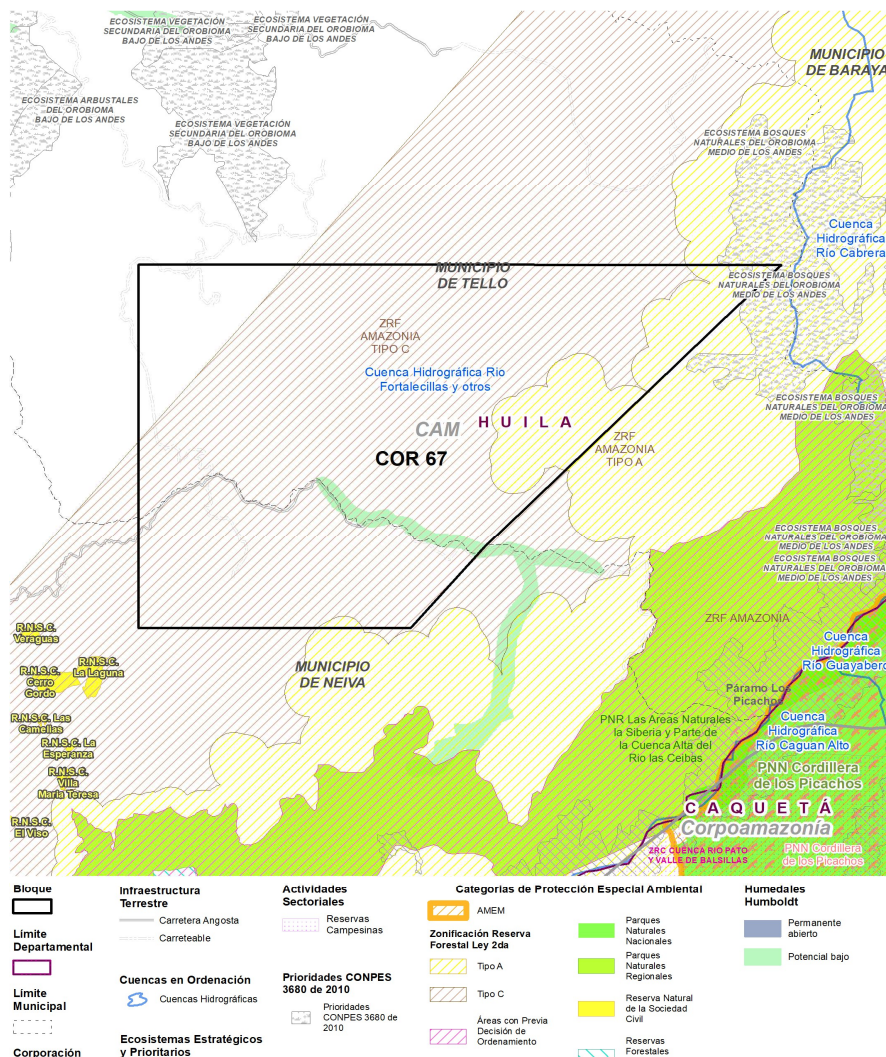 ECOSISTEMA VEGETACIÓN
SECUNDARIA DEL OROBIOMA
BAJO DE LOS ANDES
ECOSISTEMA VEGETACIÓN
SECUNDARIA DEL OROBIOMA
BAJO DE LOS ANDES
MUNICIPIO
DE BARAYA
ECOSISTEMA ARBUSTALES
DEL OROBIOMA
BAJO DE LOS ANDES
ECOSISTEMA VEGETACIÓN
SECUNDARIA DEL OROBIOMA
BAJO DE LOS ANDES
ECOSISTEMA BOSQUES
NATURALES DEL OROBIOMA
MEDIO DE LOS ANDES
Cuenca
Hidrográfica
Río Cabrera
MUNICIPIO
DE TELLO
ECOSISTEMA BOSQUES
NATURALES DEL OROBIOMA
MEDIO DE LOS ANDES
ZRF
AMAZONIA
TIPO C
Cuenca Hidrográfica Rio
Fortalecillas y otros
ECOSISTEMA BOSQUES
NATURALES DEL OROBIOMA
MEDIO DE LOS ANDES
CAM
HUILA
COR 67
ZRF
AMAZONIA
TIPO A
ECOSISTEMA BOSQUES
NATURALES DEL OROBIOMA
MEDIO DE LOS ANDES
ECOSISTEMA BOSQUES
NATURALES DEL OROBIOMA
MEDIO DE LOS ANDES
ZRF AMAZONIA
R.N.S.C.
Veraguas
R.N.S.C.
La Laguna
R.N.S.C.
Cerro
Gordo
R.N.S.C. Las
Camelias
R.N.S.C. La
Esperanza
R.N.S.C.
Villa
Maria Teresa
R.N.S.C.
El Viso
MUNICIPIO
DE NEIVA
Cuenca
Hidrográfica
Río Guayabero
Páramo Los
Picachos
PNR Las Areas Naturales
la Siberia y Parte de
la Cuenca Alta del
Rio las Ceibas
Cuenca
Hidrográfica
Río Caguan Alto
PNN Cordillera
de los Picachos
CAQUETÁ
Corpoamazonía
ZRC CUENCA RIO PATO
Y VALLE DE BALSILLAS
PNN Cordillera
de los Picachos
Bloque
Límite
Departamental
Límite
Municipal
Corporación
Infraestructura
Terrestre
Carretera Angosta
Carreteable
Cuencas en Ordenación
Cuencas Hidrográficas
Ecosistemas Estratégicos
y Prioritarios
Actividades
Sectoriales
Reservas
Campesinas
Prioridades CONPES
3680 de 2010
Prioridades
CONPES 3680 de
2010
Categorias de Protección Especial Ambiental
AMEM
Zonificación Reserva
Forestal Ley 2da
Tipo A
Tipo C
Áreas con Previa
Decisión de
Ordenamiento
Parques
Naturales
Nacionales
Parques
Naturales
Regionales
Reserva Natural
de la Sociedad
Civil
Reservas
Forestales
Humedales
Humboldt
Permanente
abierto
Potencial bajo